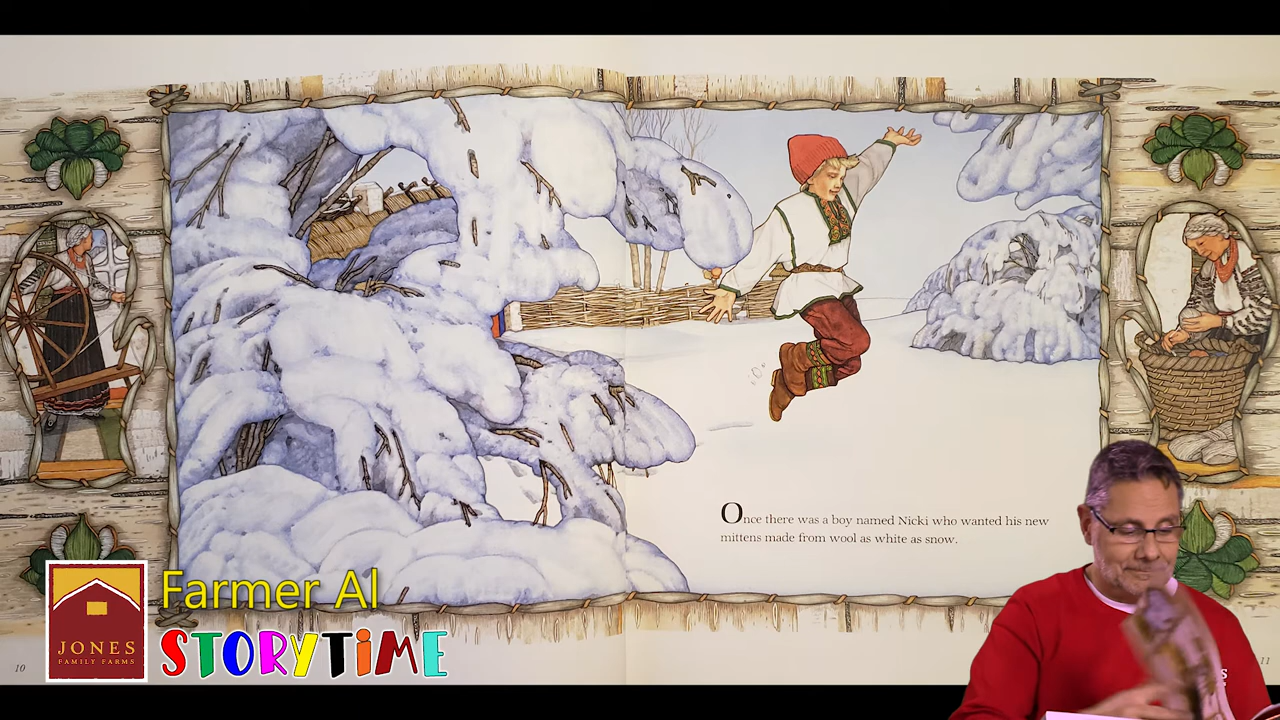 Once there was a boy named Nicki who wanted his new
mittens made from wool as white as snow.
Farmer Al
STORYTiME
JONES
FAMILY FARMS
10
11